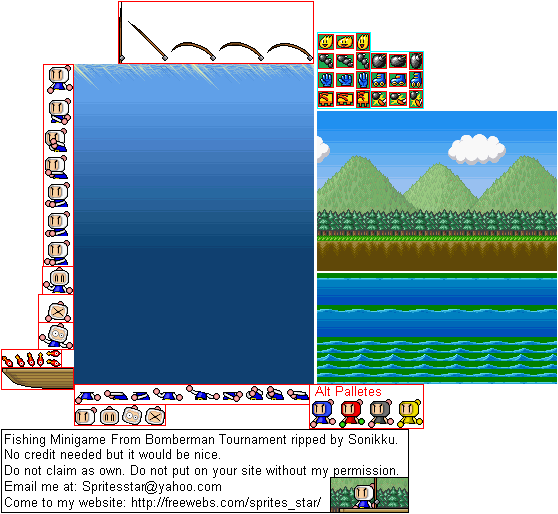 Alt Palletes
Fishing Minigame From Bomberman Tournament ripped by Sonikku.
No credit needed but it would be nice.
Do not claim as own. Do not put on your site without my permission.
Email me at: Spritesstar@yahoo.com
Come to my website: http://freewebs.com/sprites_star/